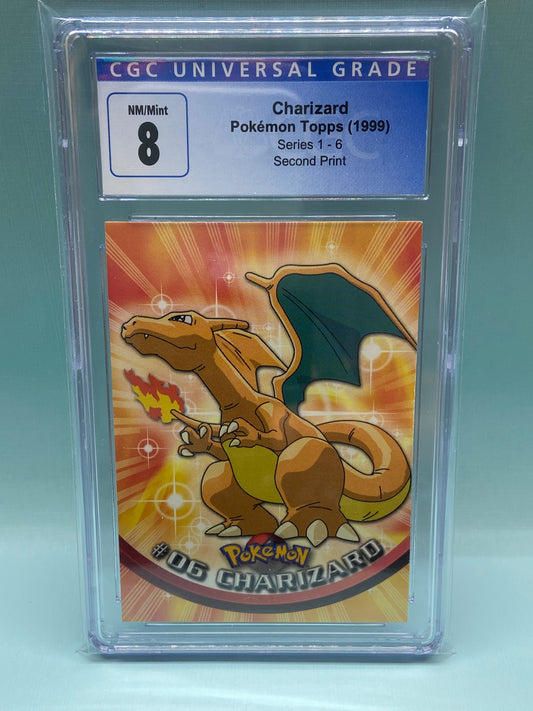 CGC UNIVERSAL GRADE
NM/Mint
8
Charizard
Pokémon Topps (1999)
Series 1 - 6
Second Print
POKéMON
#06 CHARIZARD